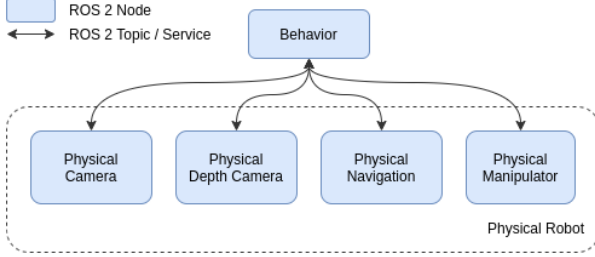 ROS 2 Node
ROS 2 Topic / Service
Behavior
Physical
Camera
Physical
Depth Camera
Physical
Navigation
Physical
Manipulator
Physical Robot